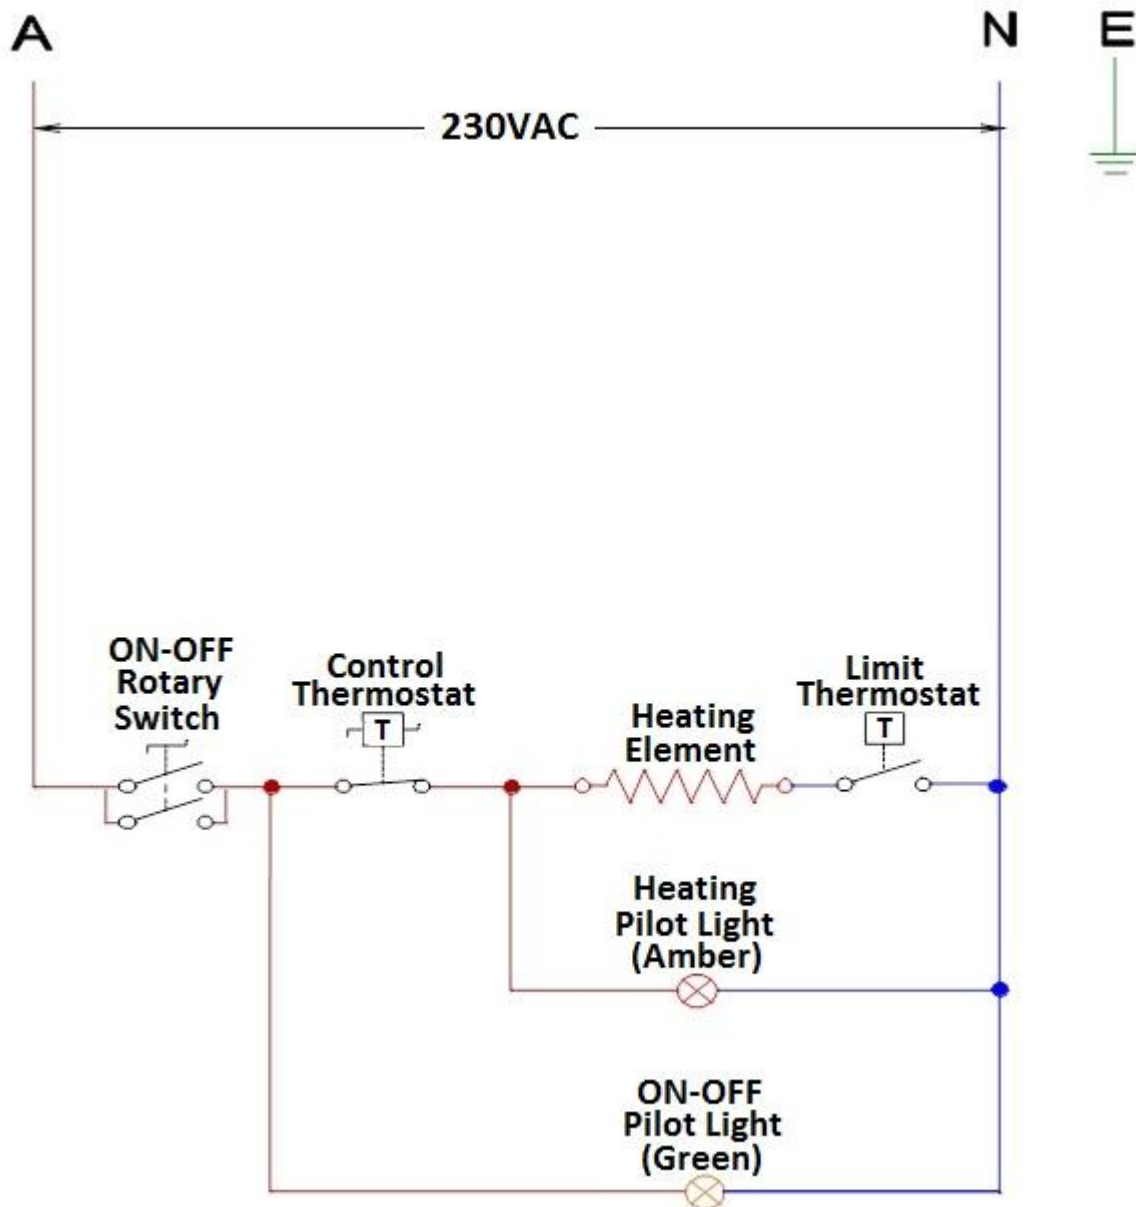 A
N
E
230VAC
ON-OFF
Rotary
Switch
Control
Thermostat
T
Heating
Element
Limit
Thermostat
T
Heating
Pilot Light
(Amber)
ON-OFF
Pilot Light
(Green)